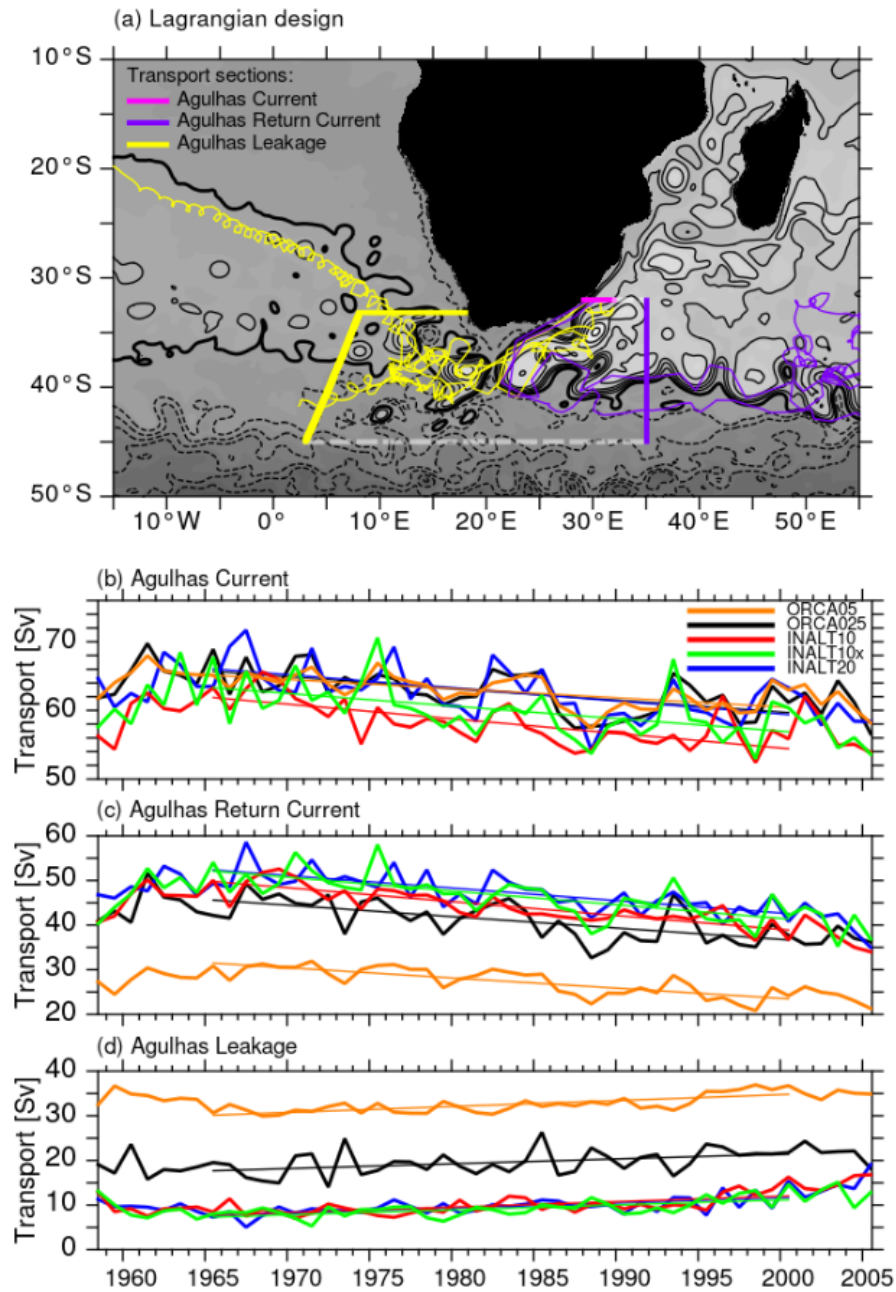 (a) Lagrangian design
10°S
20°S
30°S
40°S
50°S
Transport sections:
Agulhas Current
Agulhas Return Current
Agulhas Leakage
10°W 0° 10°E 20°E 30°E 40°E 50°E
(b) Agulhas Current
Transport [Sv]
70
60
50
ORCA05
ORCA025
INALT10
INALT10x
INALT20
(c) Agulhas Return Current
Transport [Sv]
60
50
40
30
20
(d) Agulhas Leakage
Transport [Sv]
40
30
20
10
0
1960 1965 1970 1975 1980 1985 1990 1995 2000 2005